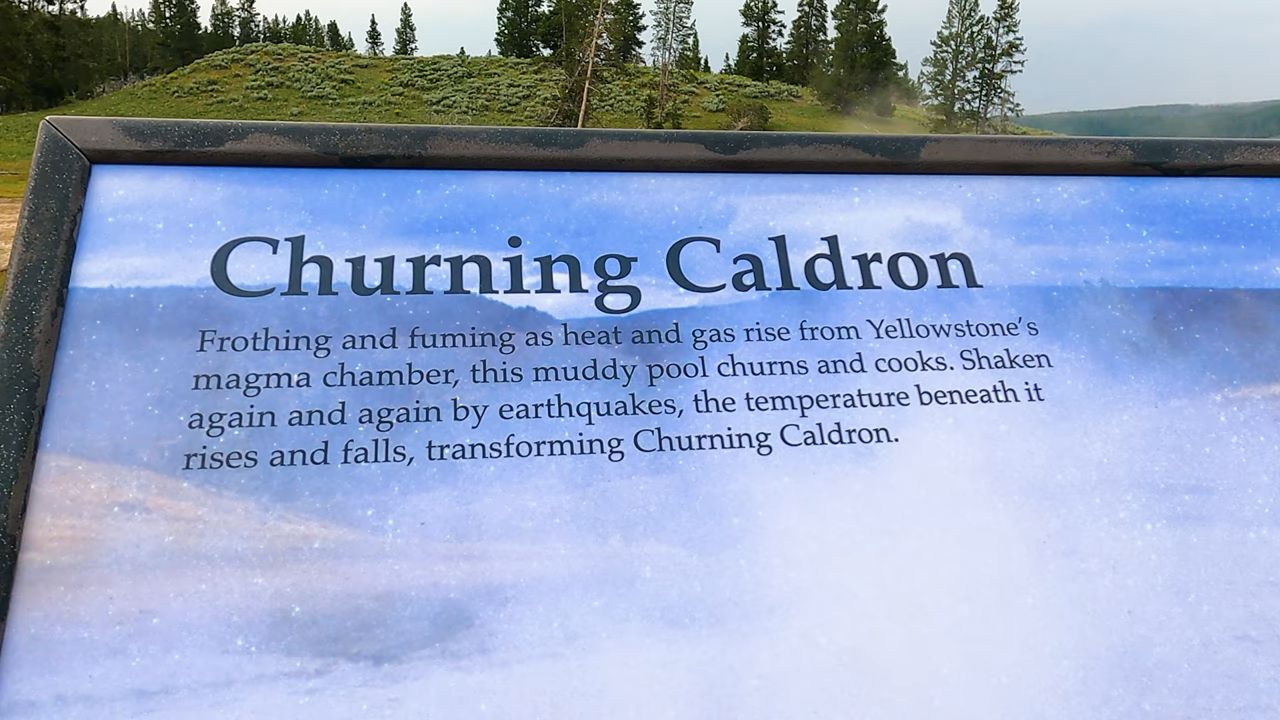 Churning Caldron
Frothing and fuming as heat and gas rise from Yellowstone’s
magma chamber, this muddy pool churns and cooks. Shaken
again and again by earthquakes, the temperature beneath it
rises and falls, transforming Churning Caldron.